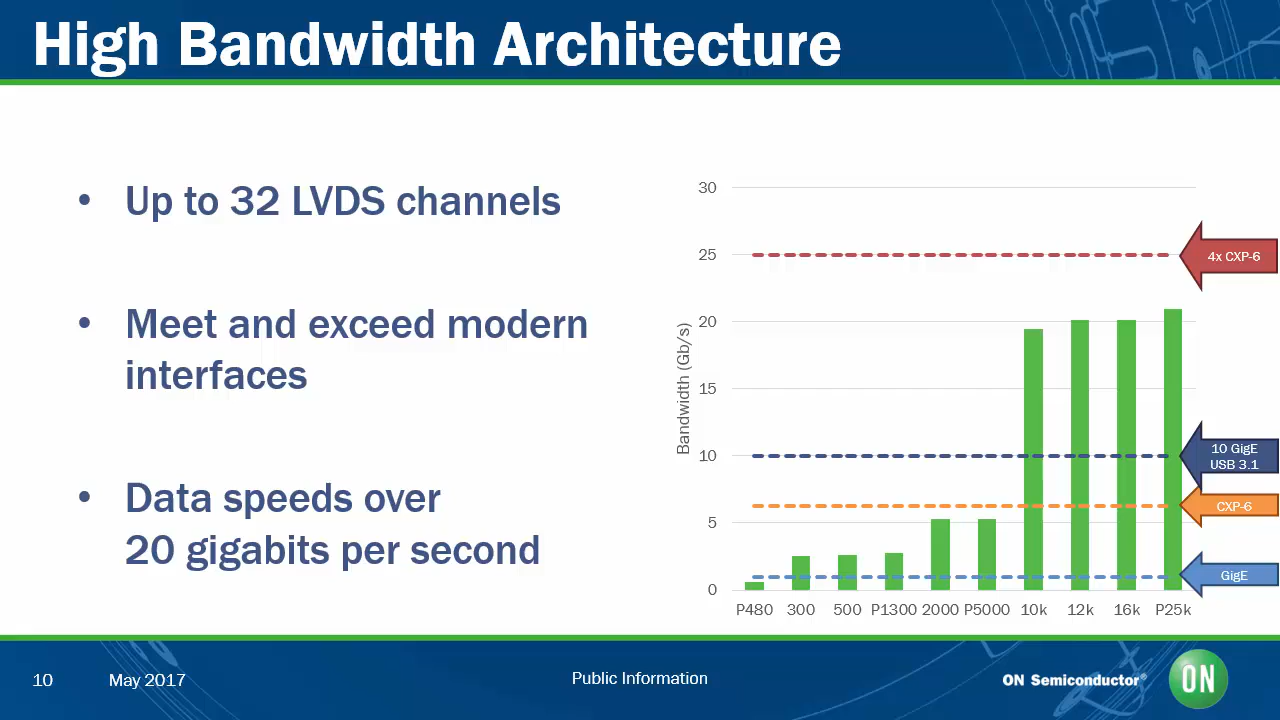 High Bandwidth Architecture
• Up to 32 LVDS channels
• Meet and exceed modern
interfaces
• Data speeds over
20 gigabits per second
Bandwidth (Gb/s)
30
25
20
15
10
5
0
P480 300 500 P1300 2000 P5000 10k 12k 16k P25k
4x CXP-6
10 GigE
USB 3.1
CXP-6
GigE
10 May 2017 Public Information ON Semiconductor® ON